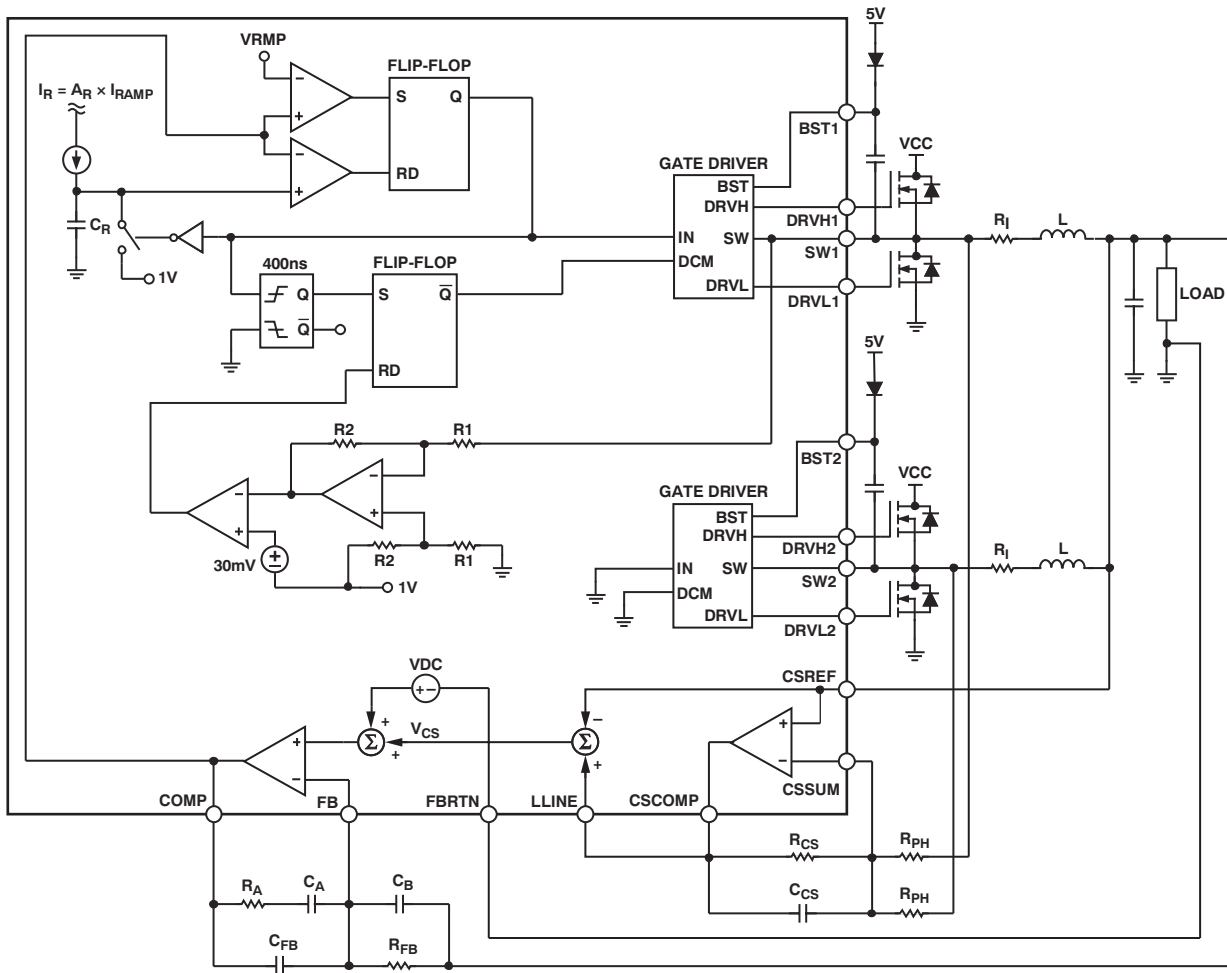 5V
VRMP
FLIP-FLOP
I_R = A_R × I_RAMP
−
+
S
Q
−
+
RD
BST1
VCC
GATE DRIVER
BST
DRVH
DRVH1
IN
SW
SW1
DCM
DRVL
DRVL1
R_I
L
C_R
1V
400ns
FLIP-FLOP
Q
Q̅
S
Q̅
RD
LOAD
5V
R2
R1
BST2
VCC
−
+
−
+
30mV
R2
R1
1V
GATE DRIVER
BST
DRVH
DRVH2
IN
SW
SW2
DCM
DRVL
DRVL2
R_I
L
VDC
+−
CSREF
+
Σ
+
V_CS
−
Σ
+
+
−
CSSUM
+
−
COMP
FB
FBRTN
LLINE
CSCOMP
R_CS
R_PH
R_A
C_A
C_B
C_CS
R_PH
C_FB
R_FB